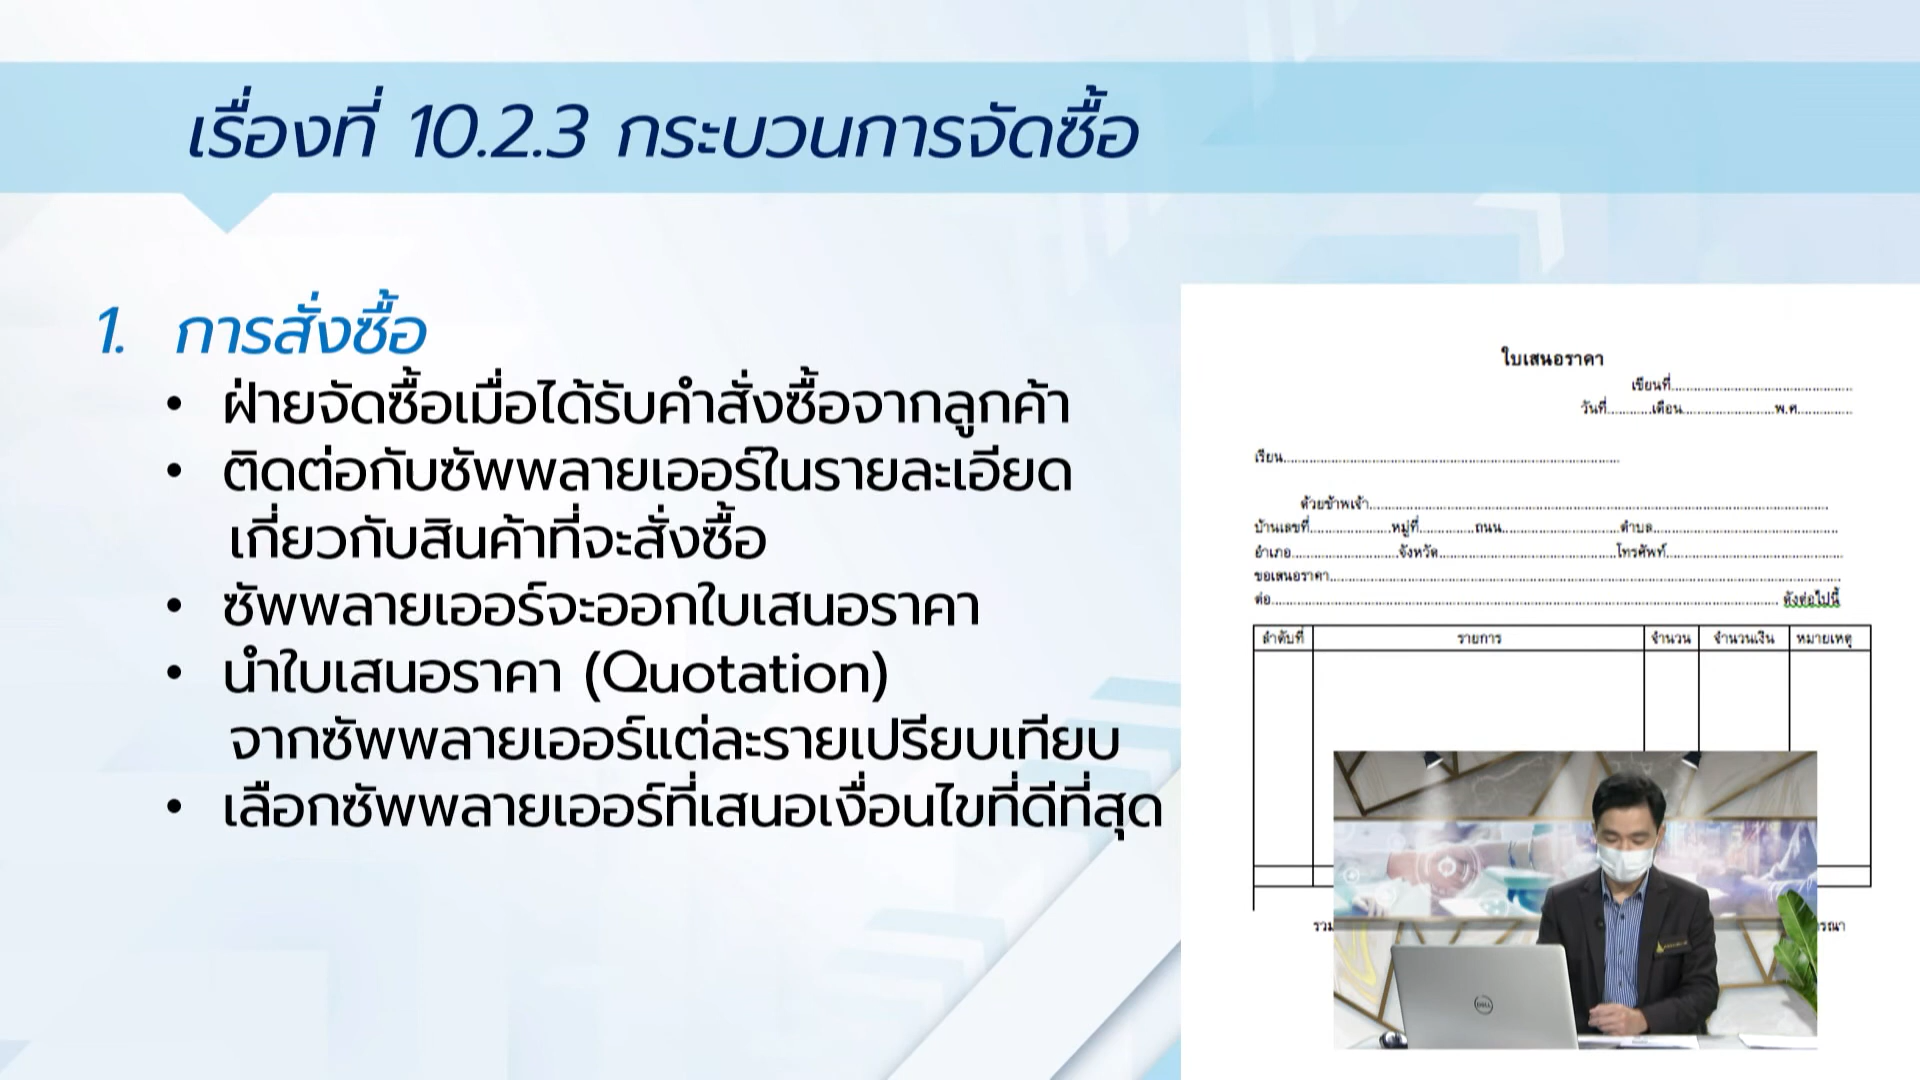 เรื่องที่ 10.2.3 กระบวนการจัดซื้อ
1. การสั่งซื้อ
• ฝ่ายจัดซื้อเมื่อได้รับคำสั่งซื้อจากลูกค้า
• ติดต่อกับซัพพลายเออร์ในรายละเอียด
เกี่ยวกับสินค้าที่จะสั่งซื้อ
• ซัพพลายเออร์จะออกใบเสนอราคา
• นำใบเสนอราคา (Quotation)
จากซัพพลายเออร์แต่ละรายเปรียบเทียบ
• เลือกซัพพลายเออร์ที่เสนอเงื่อนไขที่ดีที่สุด
ใบเสนอราคา
เขียนที่
วันที่ เดือน พ.ศ.
เรียน
ด้วยข้าพเจ้า
บ้านเลขที่ หมู่ที่ ถนน ตำบล
อำเภอ จังหวัด โทรศัพท์
ขอเสนอราคา
ต่อ ดังต่อไปนี้
ลำดับที่ รายการ จำนวน จำนวนเงิน หมายเหตุ
DELL